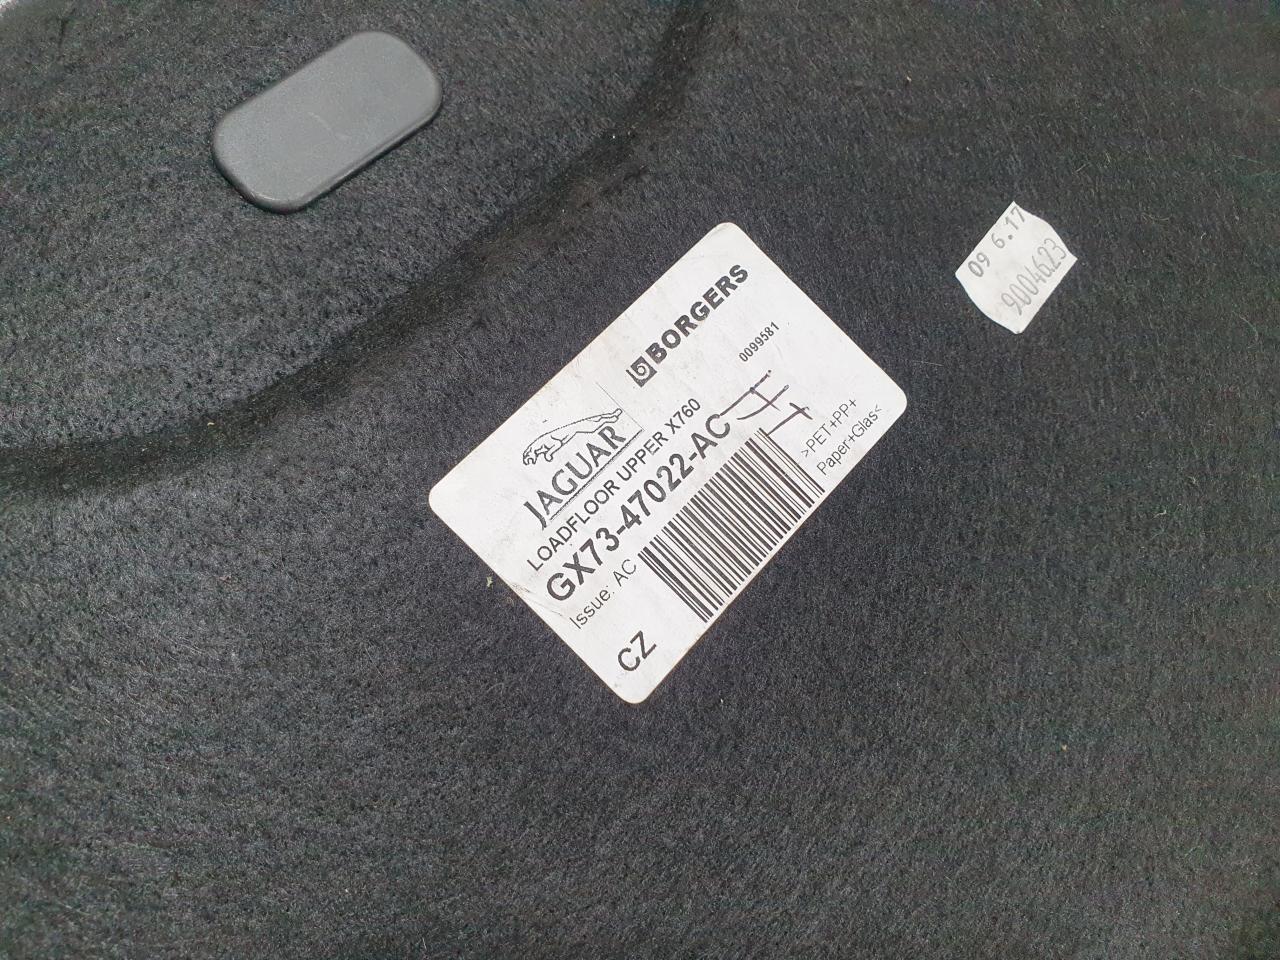 BORGERS
0099581
JAGUAR
LOADFLOOR UPPER X760
GX73-47022-AC
Issue: AC
>PET+PP+
Paper+Glas<
CZ
09 6.17
9004623